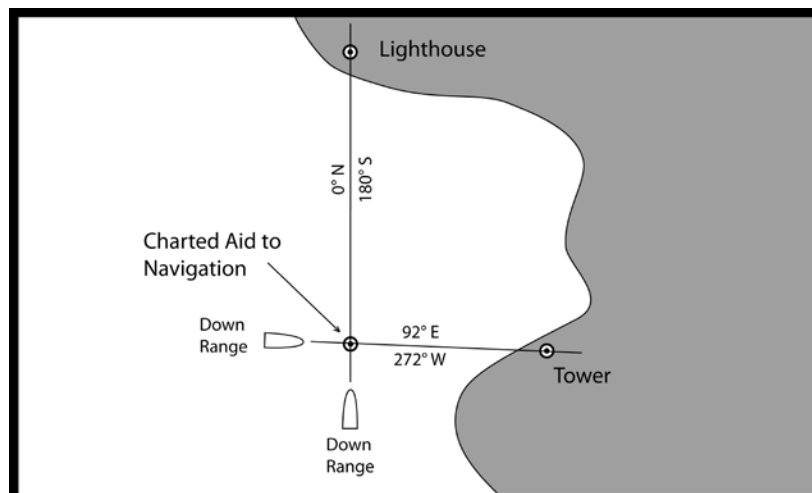 Lighthouse
0° N
180° S
Charted Aid to
Navigation
Down
Range
92° E
272° W
Tower
Down
Range